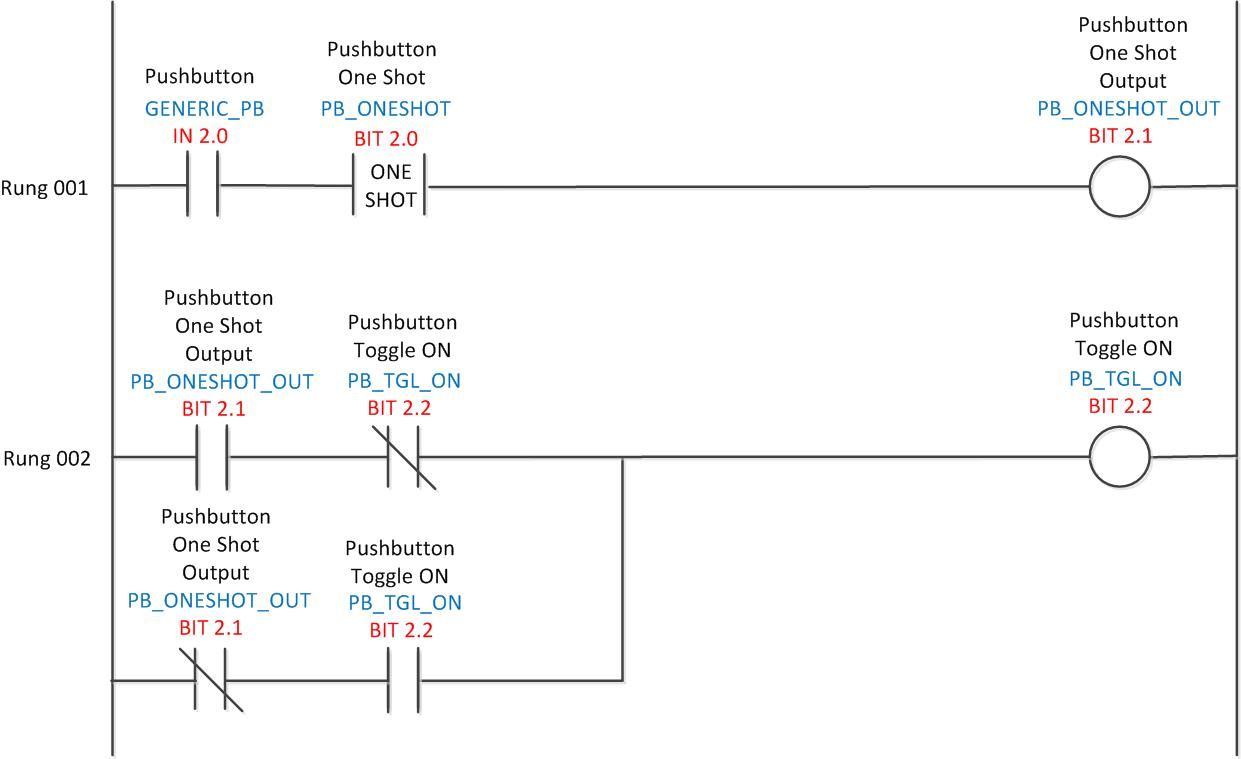 Pushbutton
GENERIC_PB
IN 2.0
Pushbutton
One Shot
PB_ONESHOT
BIT 2.0
ONE
SHOT
Pushbutton
One Shot
Output
PB_ONESHOT_OUT
BIT 2.1
Rung 001
Pushbutton
One Shot
Output
PB_ONESHOT_OUT
BIT 2.1
Pushbutton
Toggle ON
PB_TGL_ON
BIT 2.2
Pushbutton
Toggle ON
PB_TGL_ON
BIT 2.2
Rung 002
Pushbutton
One Shot
Output
PB_ONESHOT_OUT
BIT 2.1
Pushbutton
Toggle ON
PB_TGL_ON
BIT 2.2